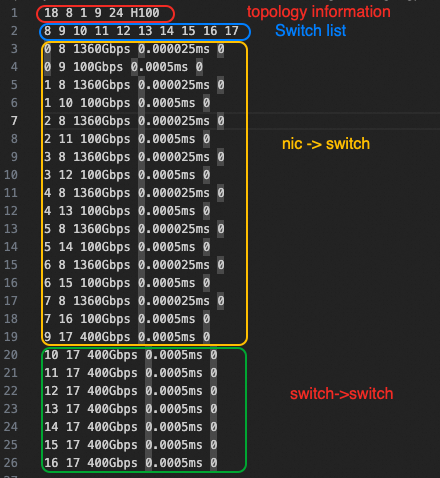 1 18 8 1 9 24 H100 topology information
2 8 9 10 11 12 13 14 15 16 17 Switch list
3 0 8 1360Gbps 0.000025ms 0
4 0 9 100Gbps 0.0005ms 0
5 1 8 1360Gbps 0.000025ms 0
6 1 10 100Gbps 0.0005ms 0
7 2 8 1360Gbps 0.000025ms 0
8 2 11 100Gbps 0.0005ms 0 nic -> switch
9 3 8 1360Gbps 0.000025ms 0
10 3 12 100Gbps 0.0005ms 0
11 4 8 1360Gbps 0.000025ms 0
12 4 13 100Gbps 0.0005ms 0
13 5 8 1360Gbps 0.000025ms 0
14 5 14 100Gbps 0.0005ms 0
15 6 8 1360Gbps 0.000025ms 0
16 6 15 100Gbps 0.0005ms 0
17 7 8 1360Gbps 0.000025ms 0
18 7 16 100Gbps 0.0005ms 0
19 9 17 400Gbps 0.0005ms 0
20 10 17 400Gbps 0.0005ms 0
21 11 17 400Gbps 0.0005ms 0
22 12 17 400Gbps 0.0005ms 0 switch->switch
23 13 17 400Gbps 0.0005ms 0
24 14 17 400Gbps 0.0005ms 0
25 15 17 400Gbps 0.0005ms 0
26 16 17 400Gbps 0.0005ms 0